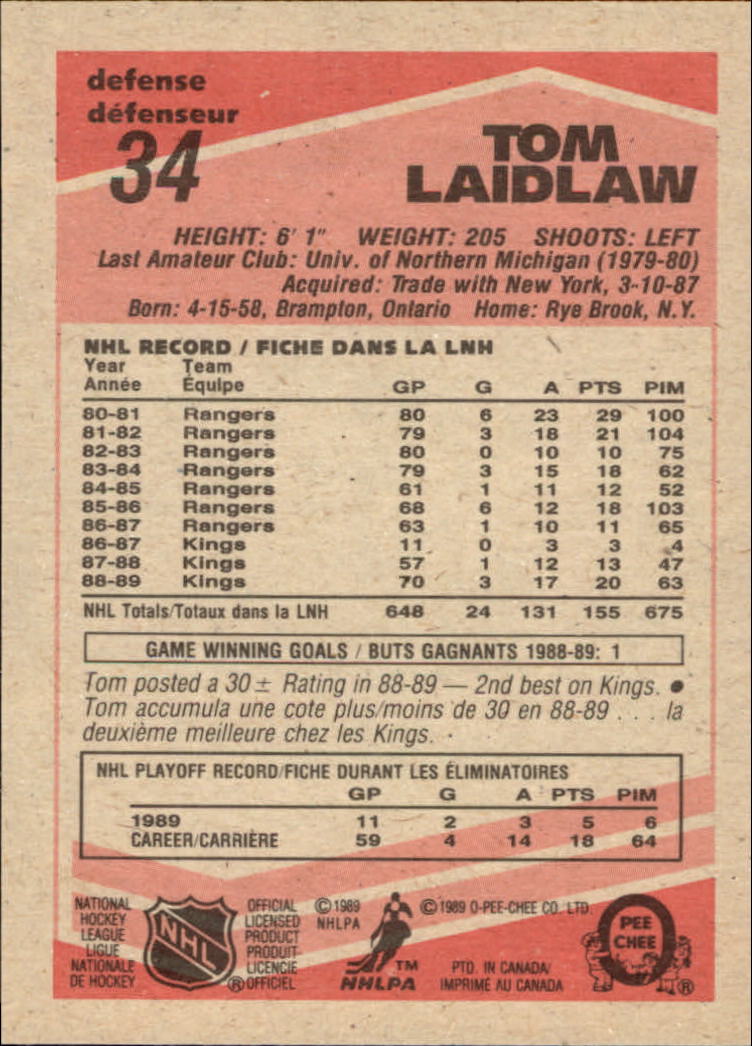 defense
défenseur
34
TOM
LAIDLAW
HEIGHT: 6' 1" WEIGHT: 205 SHOOTS: LEFT
Last Amateur Club: Univ. of Northern Michigan (1979-80)
Acquired: Trade with New York, 3-10-87
Born: 4-15-58, Brampton, Ontario Home: Rye Brook, N.Y.
NHL RECORD / FICHE DANS LA LNH
Year Team
Année Équipe GP G A PTS PIM
80-81 Rangers 80 6 23 29 100
81-82 Rangers 79 3 18 21 104
82-83 Rangers 80 0 10 10 75
83-84 Rangers 79 3 15 18 62
84-85 Rangers 61 1 11 12 52
85-86 Rangers 68 6 12 18 103
86-87 Rangers 63 1 10 11 65
86-87 Kings 11 0 3 3 4
87-88 Kings 57 1 12 13 47
88-89 Kings 70 3 17 20 63
NHL Totals/Totaux dans la LNH 648 24 131 155 675
GAME WINNING GOALS / BUTS GAGNANTS 1988-89: 1
Tom posted a 30 ± Rating in 88-89 — 2nd best on Kings. ●
Tom accumula une cote plus/moins de 30 en 88-89 . . . la
deuxième meilleure chez les Kings.
NHL PLAYOFF RECORD/FICHE DURANT LES ÉLIMINATOIRES
GP G A PTS PIM
1989 11 2 3 5 6
CAREER/CARRIÈRE 59 4 14 18 64
NATIONAL
HOCKEY
LEAGUE
LIGUE
NATIONALE
DE HOCKEY
NHL
OFFICIAL
LICENSED
PRODUCT
PRODUIT
LICENCIE
® OFFICIEL
© 1989
NHLPA
TM
NHLPA
© 1989 O-PEE-CHEE CO. LTD.
PTD. IN CANADA/
IMPRIMÉ AU CANADA
PEE
CHEE
®